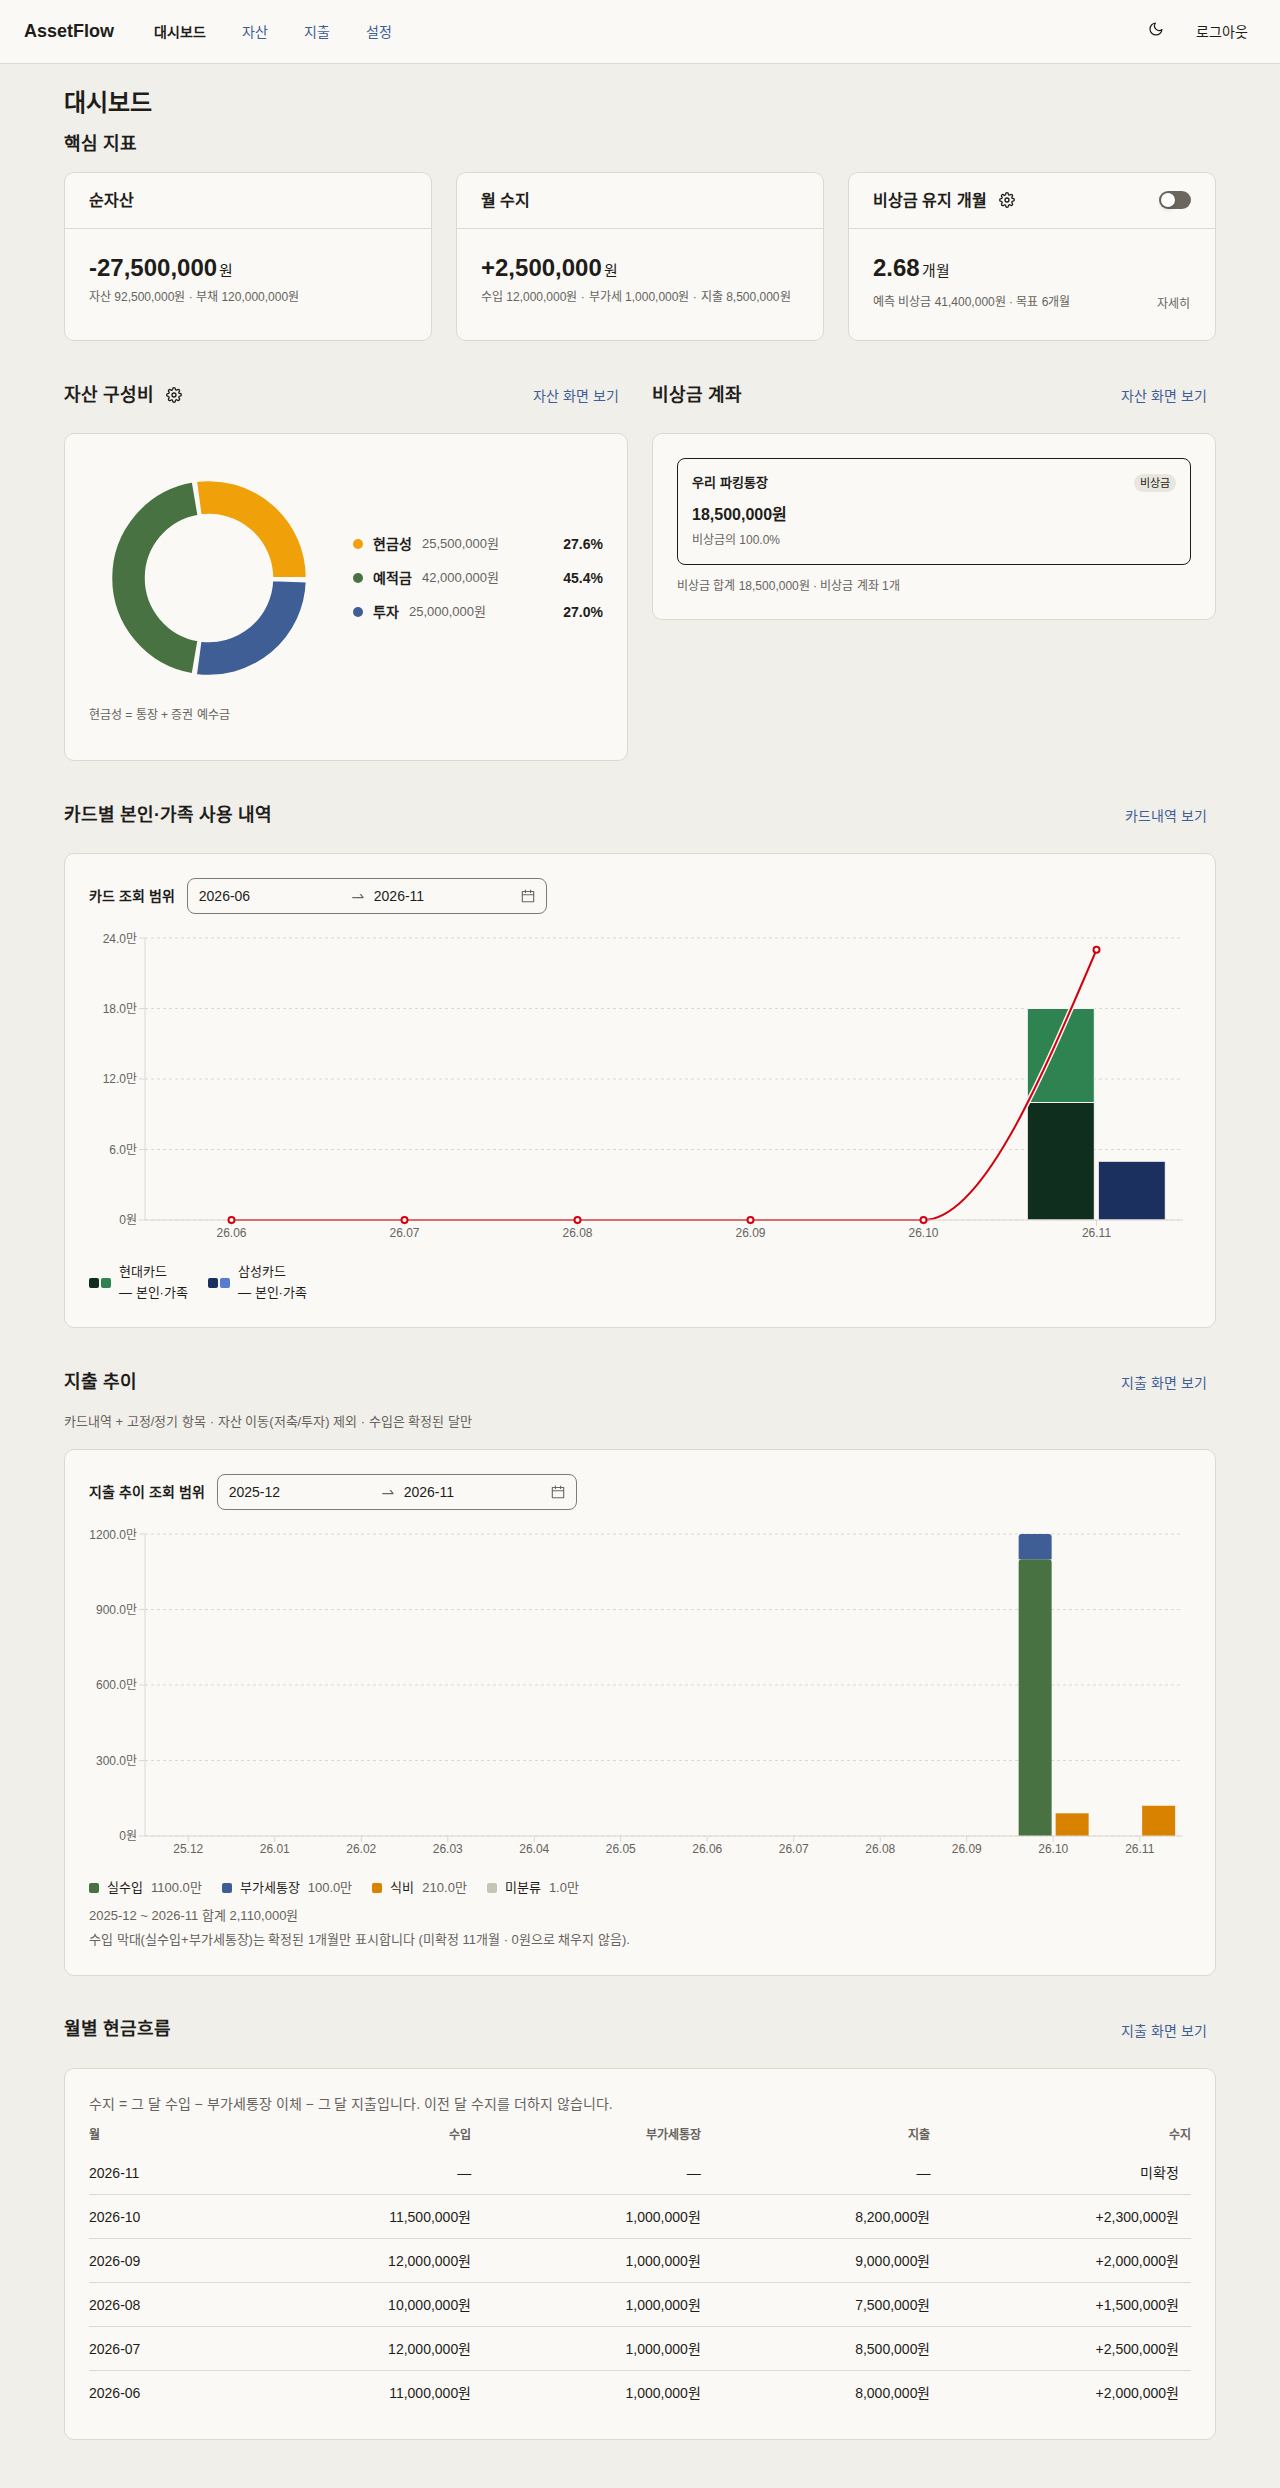 AssetFlow 대시보드 자산 지출 설정 로그아웃
대시보드
핵심 지표
순자산
-27,500,000원
자산 92,500,000원 · 부채 120,000,000원
월 수지
+2,500,000원
수입 12,000,000원 · 부가세 1,000,000원 · 지출 8,500,000원
비상금 유지 개월
2.68개월
예측 비상금 41,400,000원 · 목표 6개월 자세히
자산 구성비 자산 화면 보기
현금성 25,500,000원 27.6%
예적금 42,000,000원 45.4%
투자 25,000,000원 27.0%
현금성 = 통장 + 증권 예수금
비상금 계좌 자산 화면 보기
우리 파킹통장 비상금
18,500,000원
비상금의 100.0%
비상금 합계 18,500,000원 · 비상금 계좌 1개
카드별 본인·가족 사용 내역 카드내역 보기
카드 조회 범위 2026-06 2026-11
24.0만
18.0만
12.0만
6.0만
0원
26.06 26.07 26.08 26.09 26.10 26.11
현대카드
— 본인·가족
삼성카드
— 본인·가족
지출 추이 지출 화면 보기
카드내역 + 고정/정기 항목 · 자산 이동(저축/투자) 제외 · 수입은 확정된 달만
지출 추이 조회 범위 2025-12 2026-11
1200.0만
900.0만
600.0만
300.0만
0원
25.12 26.01 26.02 26.03 26.04 26.05 26.06 26.07 26.08 26.09 26.10 26.11
실수입 1100.0만 부가세통장 100.0만 식비 210.0만 미분류 1.0만
2025-12 ~ 2026-11 합계 2,110,000원
수입 막대(실수입+부가세통장)는 확정된 1개월만 표시합니다 (미확정 11개월 · 0원으로 채우지 않음).
월별 현금흐름 지출 화면 보기
수지 = 그 달 수입 − 부가세통장 이체 − 그 달 지출입니다. 이전 달 수지를 더하지 않습니다.
월 수입 부가세통장 지출 수지
2026-11 — — — 미확정
2026-10 11,500,000원 1,000,000원 8,200,000원 +2,300,000원
2026-09 12,000,000원 1,000,000원 9,000,000원 +2,000,000원
2026-08 10,000,000원 1,000,000원 7,500,000원 +1,500,000원
2026-07 12,000,000원 1,000,000원 8,500,000원 +2,500,000원
2026-06 11,000,000원 1,000,000원 8,000,000원 +2,000,000원